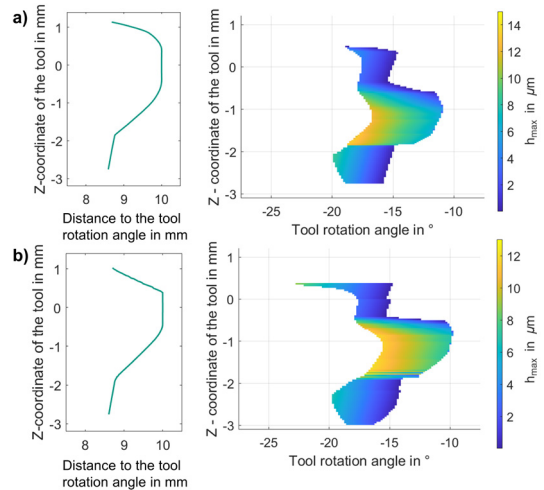 a)
Z-coordinate of the tool in mm
1
0
-1
-2
-3
8 9 10
Distance to the tool
rotation angle in mm
Z - coordinate of the tool in mm
1
0
-1
-2
-3
-25 -20 -15 -10
Tool rotation angle in °
14
12
10
8
6
4
2
hmax in µm
b)
Z-coordinate of the tool in mm
1
0
-1
-2
-3
8 9 10
Distance to the tool
rotation angle in mm
Z - coordinate of the tool in mm
1
0
-1
-2
-3
-25 -20 -15 -10
Tool rotation angle in °
12
10
8
6
4
2
hmax in µm